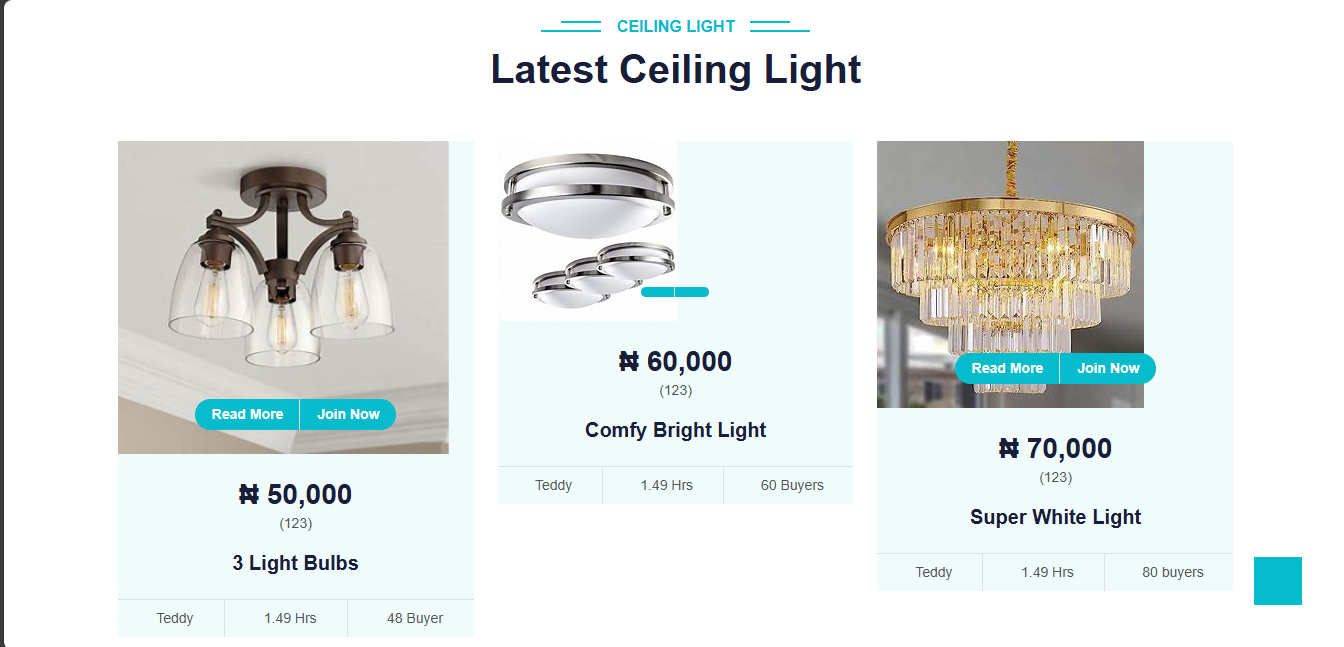 CEILING LIGHT
Latest Ceiling Light
Read More Join Now
₦ 50,000
(123)
3 Light Bulbs
Teddy 1.49 Hrs 48 Buyer
₦ 60,000
(123)
Comfy Bright Light
Teddy 1.49 Hrs 60 Buyers
Read More Join Now
₦ 70,000
(123)
Super White Light
Teddy 1.49 Hrs 80 buyers